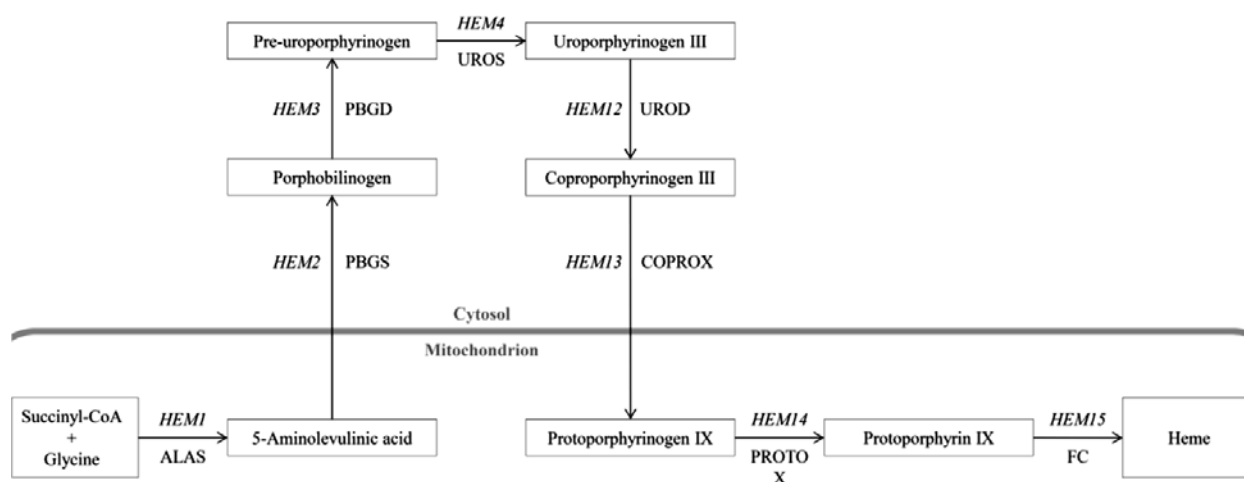 HEM4
Pre-uroporphyrinogen
Uroporphyrinogen III
UROS
HEM3 PBGD
HEM12 UROD
Porphobilinogen
Coproporphyrinogen III
HEM2 PBGS
HEM13 COPROX
Cytosol
Mitochondrion
Succinyl-CoA
+
Glycine
HEM1
ALAS
5-Aminolevulinic acid
Protoporphyrinogen IX
HEM14
PROTO
X
Protoporphyrin IX
HEM15
FC
Heme